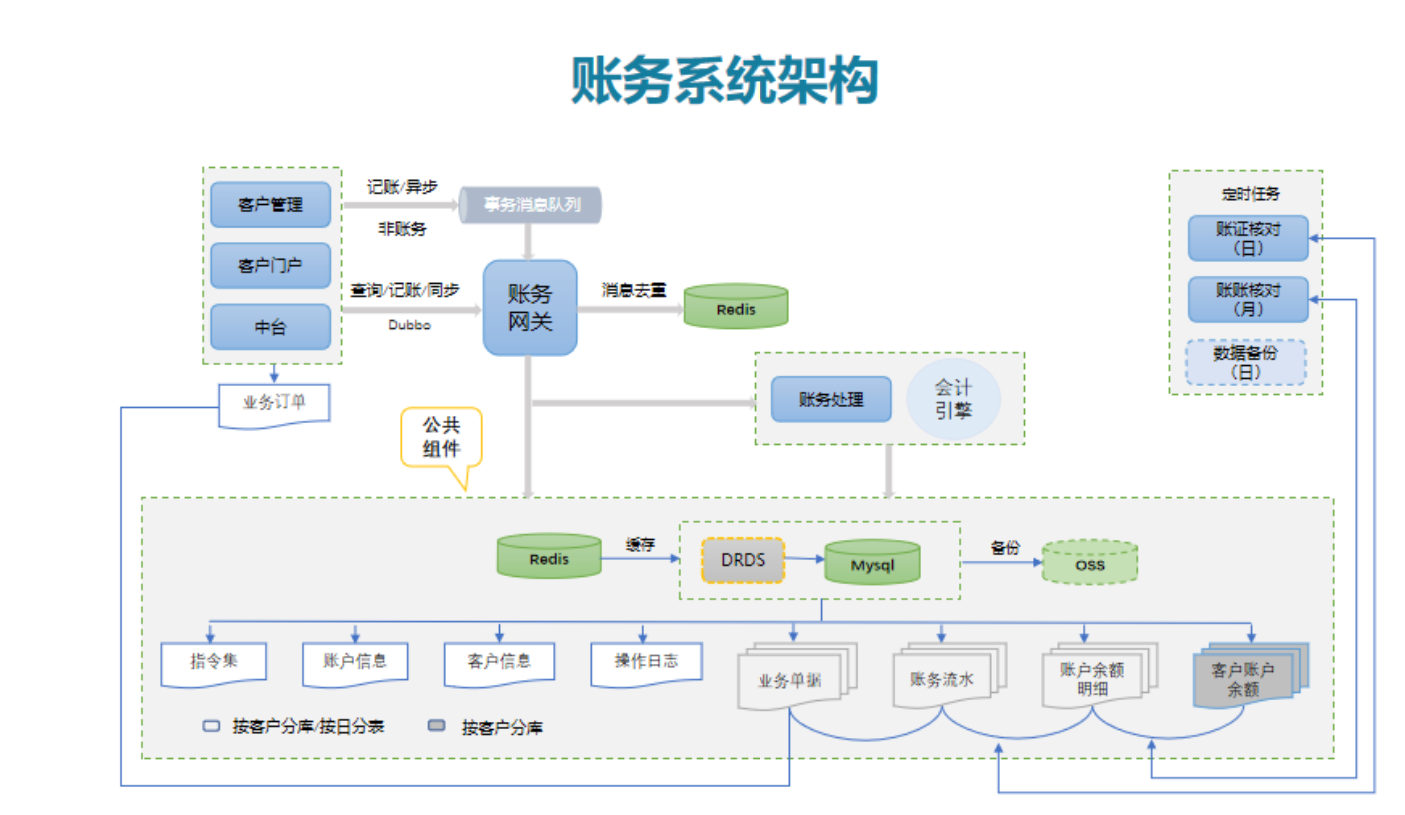 账务系统架构
客户管理
客户门户
中台
业务订单
记账/异步
非账务
事务消息队列
查询/记账/同步
Dubbo
账务
网关
消息去重
Redis
账务处理
会计
引擎
定时任务
账证核对
（日）
账账核对
（月）
数据备份
（日）
公共
组件
Redis
缓存
DRDS
Mysql
备份
OSS
指令集
账户信息
客户信息
操作日志
业务单据
账务流水
账户余额
明细
客户账户
余额
按客户分库/按日分表
按客户分库